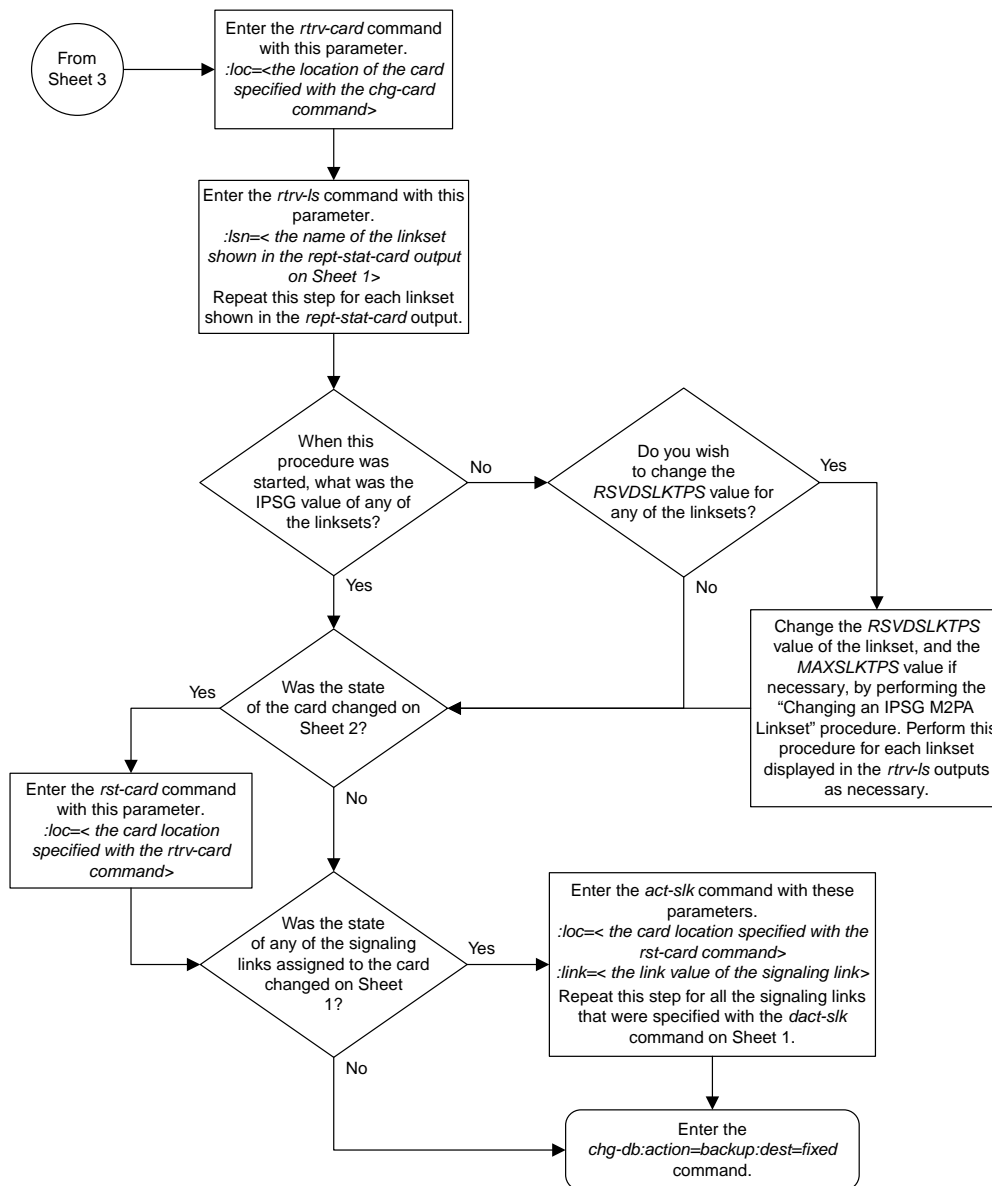 From
Sheet 3
Enter the rtrv-card command
with this parameter.
:loc=<the location of the card
specified with the chg-card
command>
Enter the rtrv-ls command with this
parameter.
:lsn=< the name of the linkset
shown in the rept-stat-card output
on Sheet 1>
Repeat this step for each linkset
shown in the rept-stat-card output.
When this
procedure was
started, what was the
IPSG value of any of
the linksets?
No
Yes
Do you wish
to change the
RSVDSLKTPS value for
any of the linksets?
Yes
No
Change the RSVDSLKTPS
value of the linkset, and the
MAXSLKTPS value if
necessary, by performing the
“Changing an IPSG M2PA
Linkset” procedure. Perform this
procedure for each linkset
displayed in the rtrv-ls outputs
as necessary.
Was the state
of the card changed on
Sheet 2?
Yes
No
Enter the rst-card command
with this parameter.
:loc=< the card location
specified with the rtrv-card
command>
Was the state
of any of the signaling
links assigned to the card
changed on Sheet
1?
Yes
No
Enter the act-slk command with these
parameters.
:loc=< the card location specified with the
rst-card command>
:link=< the link value of the signaling link>
Repeat this step for all the signaling links
that were specified with the dact-slk
command on Sheet 1.
Enter the
chg-db:action=backup:dest=fixed
command.